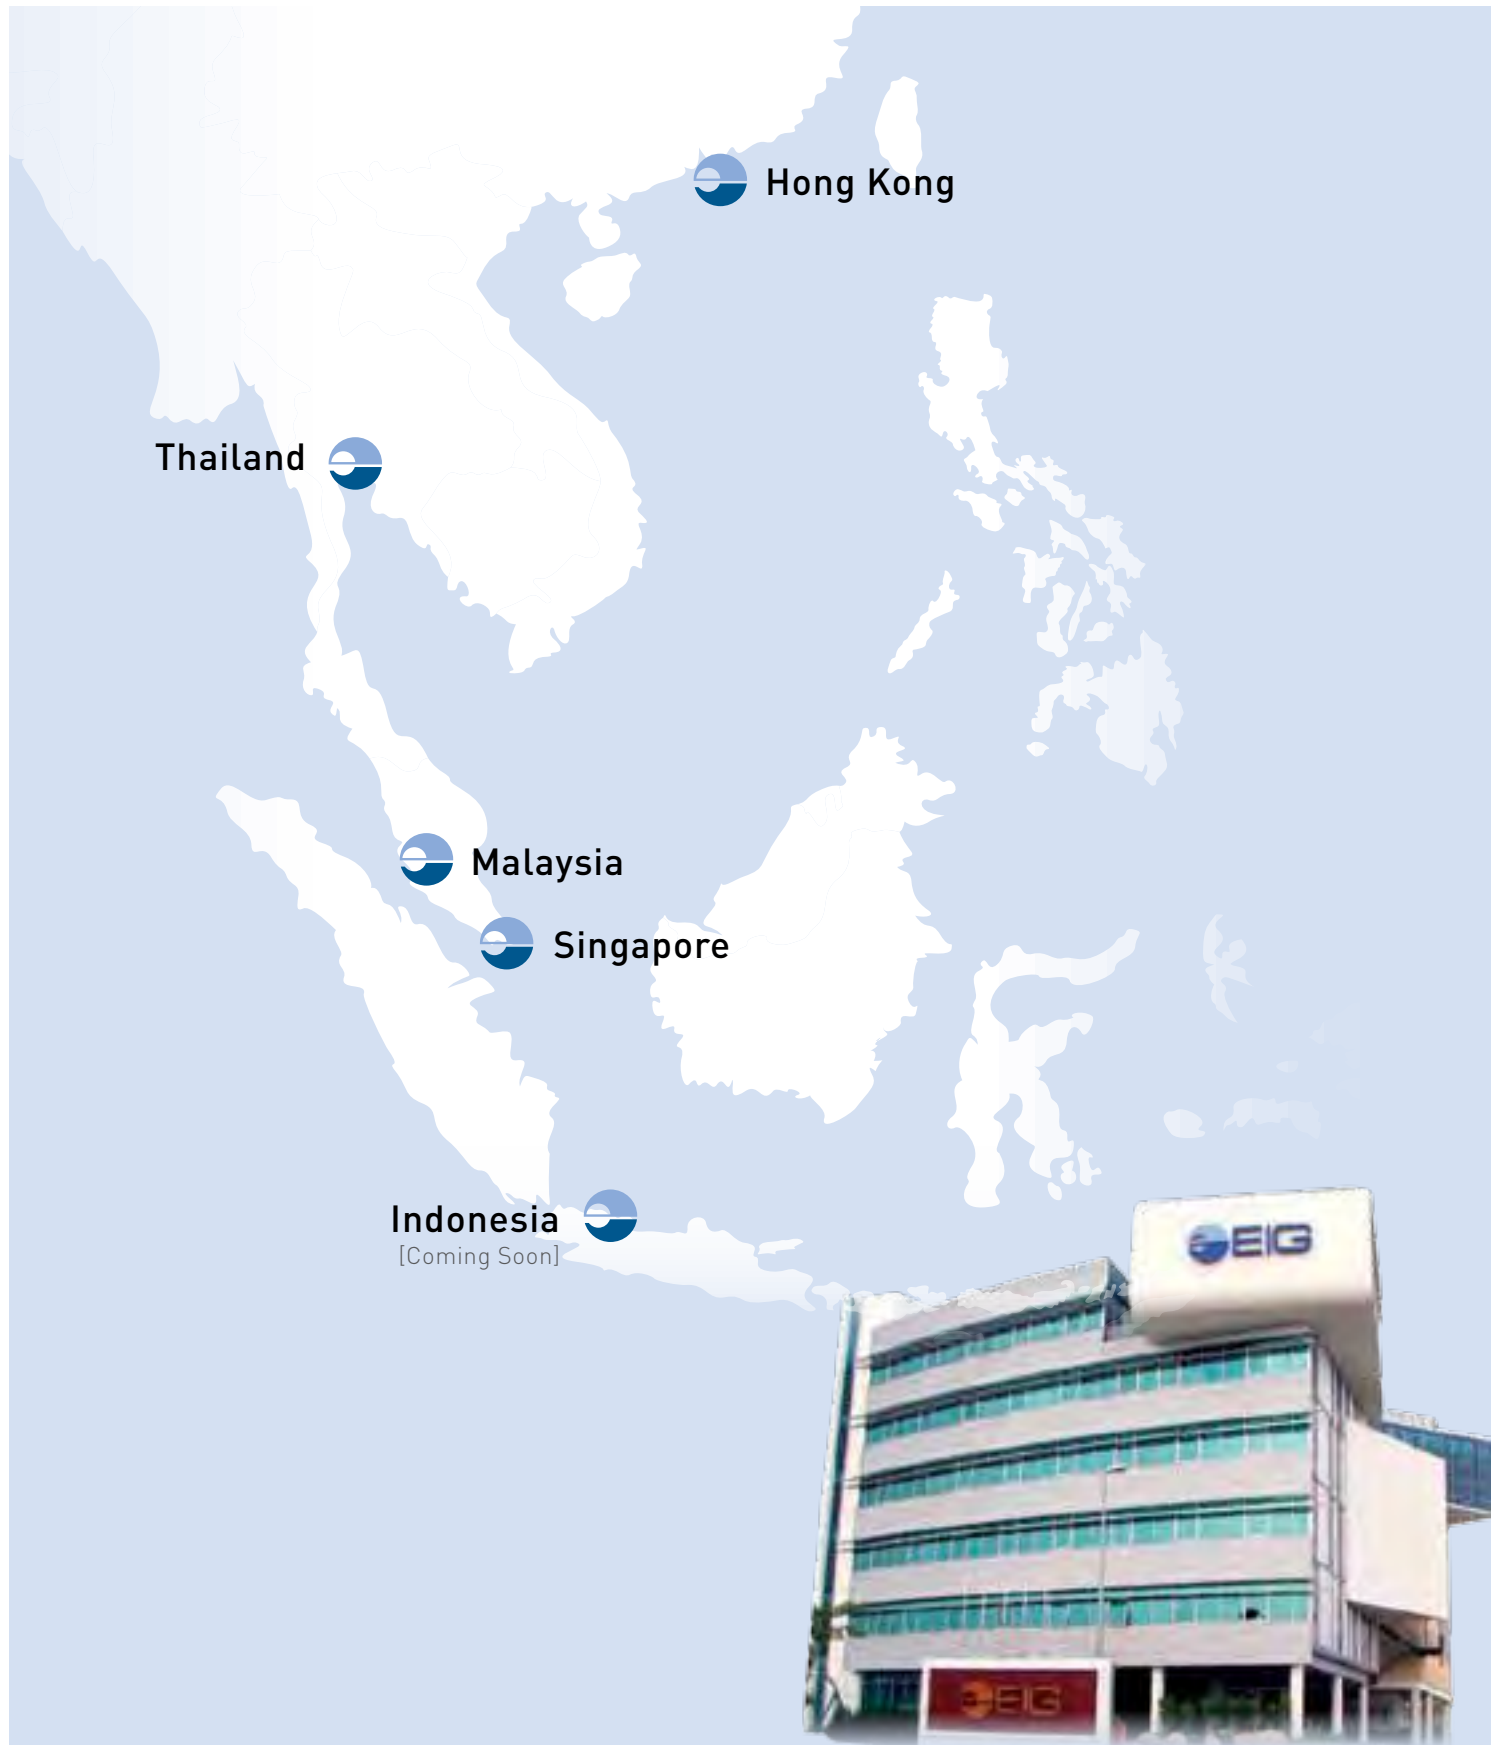 Hong Kong
Thailand
Malaysia
Singapore
Indonesia
[Coming Soon]
EIG
EIG